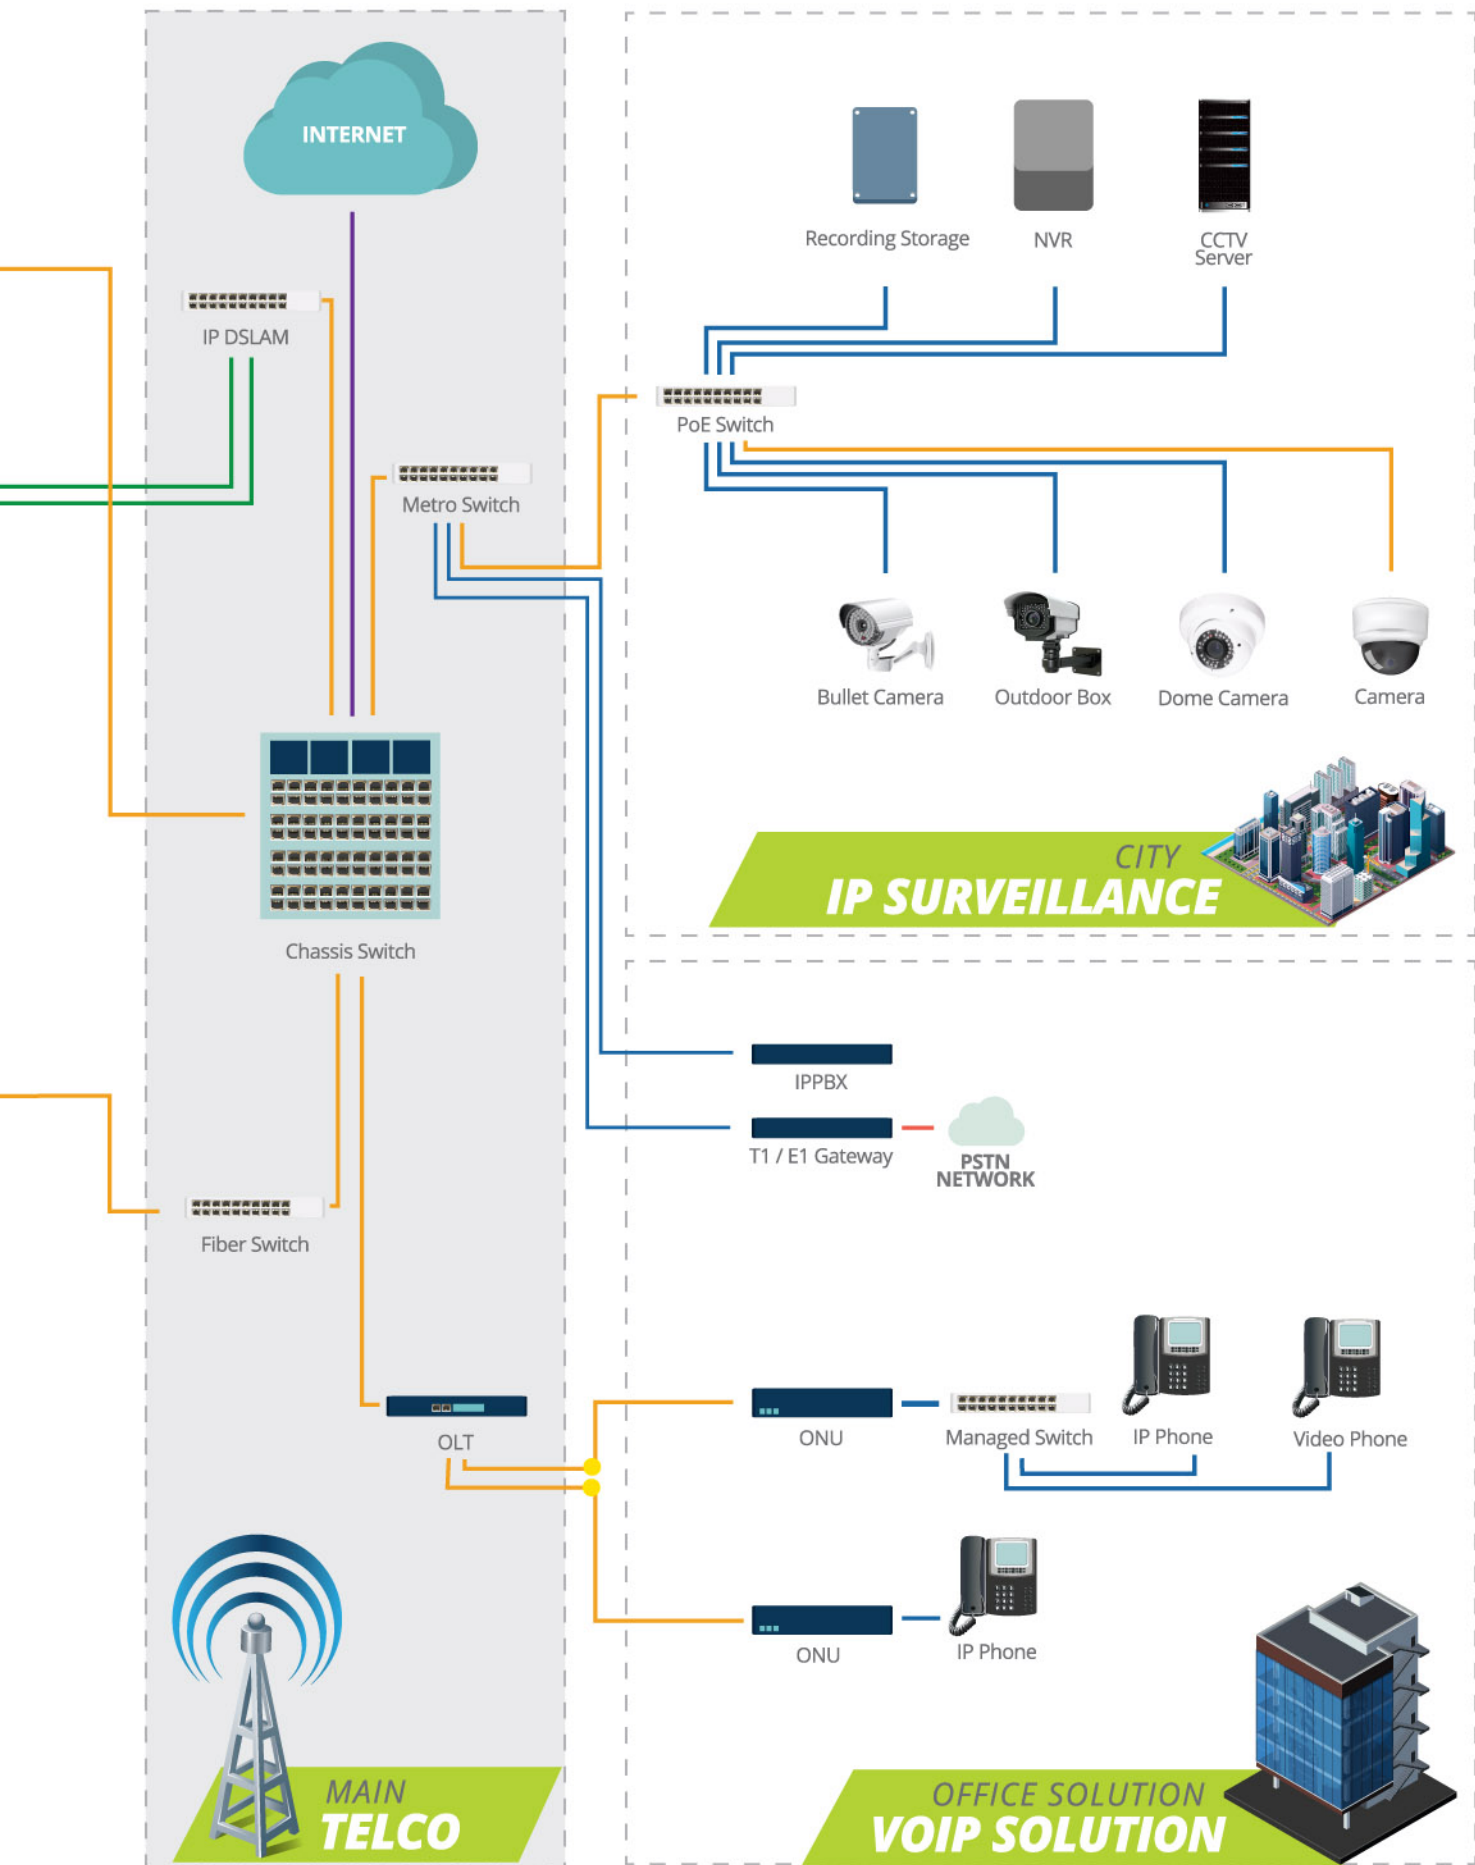 INTERNET
IP DSLAM
Metro Switch
Chassis Switch
Fiber Switch
OLT
MAIN
TELCO
Recording Storage
NVR
CCTV
Server
PoE Switch
Bullet Camera
Outdoor Box
Dome Camera
Camera
CITY
IP SURVEILLANCE
IPPBX
T1 / E1 Gateway
PSTN
NETWORK
ONU
Managed Switch
IP Phone
Video Phone
ONU
IP Phone
OFFICE SOLUTION
VOIP SOLUTION